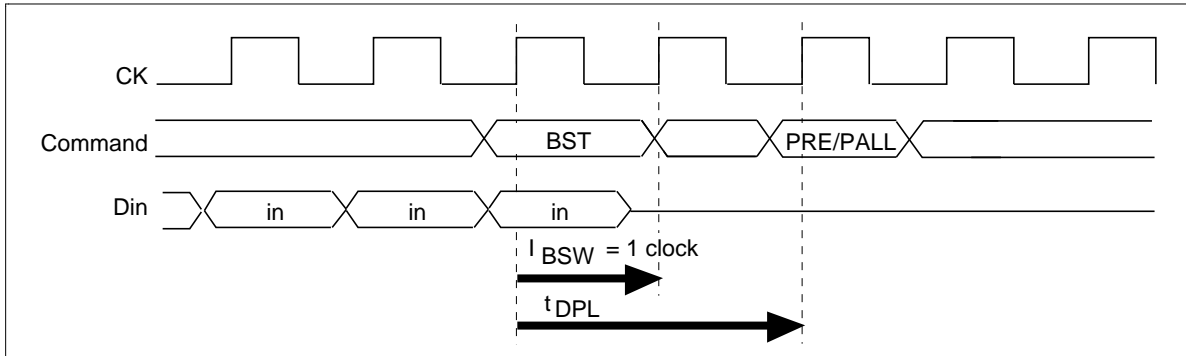 CK
Command BST PRE/PALL
Din in in in
l BSW = 1 clock
t DPL